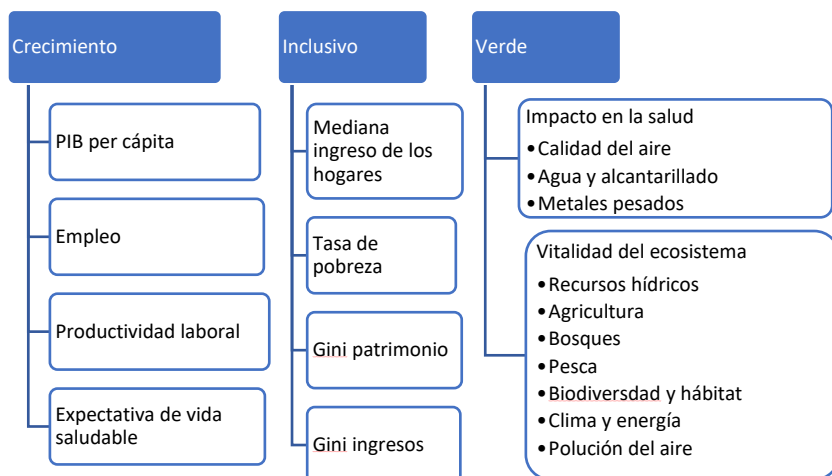 Crecimiento
PIB per cápita
Empleo
Productividad laboral
Expectativa de vida
saludable
Inclusivo
Mediana
ingreso de los
hogares
Tasa de
pobreza
Gini patrimonio
Gini ingresos
Verde
Impacto en la salud
•Calidad del aire
•Agua y alcantarillado
•Metales pesados
Vitalidad del ecosistema
•Recursos hídricos
•Agricultura
•Bosques
•Pesca
•Biodiversdad y hábitat
•Clima y energía
•Polución del aire